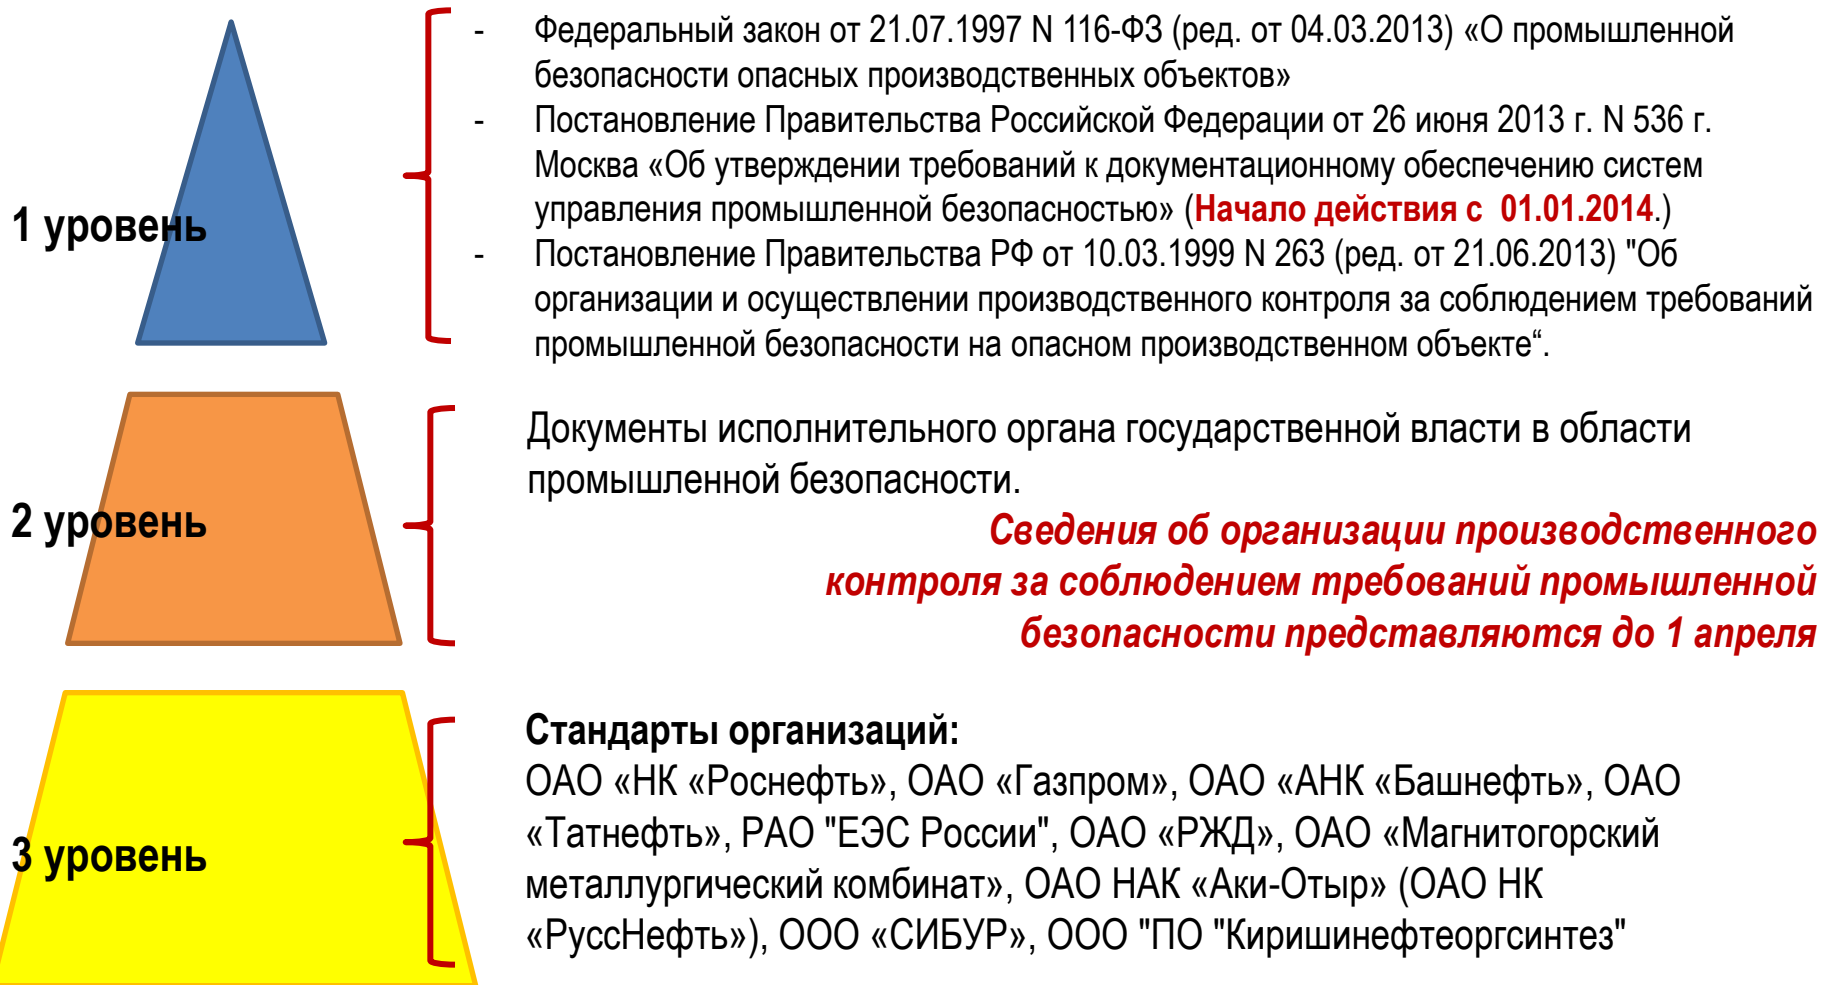 - Федеральный закон от 21.07.1997 N 116-ФЗ (ред. от 04.03.2013) «О промышленной
безопасности опасных производственных объектов»
- Постановление Правительства Российской Федерации от 26 июня 2013 г. N 536 г.
Москва «Об утверждении требований к документационному обеспечению систем
управления промышленной безопасностью» (Начало действия с 01.01.2014.)
- Постановление Правительства РФ от 10.03.1999 N 263 (ред. от 21.06.2013) "Об
организации и осуществлении производственного контроля за соблюдением требований
промышленной безопасности на опасном производственном объекте“.
1 уровень
Документы исполнительного органа государственной власти в области
промышленной безопасности.
2 уровень
Сведения об организации производственного
контроля за соблюдением требований промышленной
безопасности представляются до 1 апреля
Стандарты организаций:
ОАО «НК «Роснефть», ОАО «Газпром», ОАО «АНК «Башнефть», ОАО
«Татнефть», РАО "ЕЭС России", ОАО «РЖД», ОАО «Магнитогорский
металлургический комбинат», ОАО НАК «Аки-Отыр» (ОАО НК
«РуссНефть»), ООО «СИБУР», ООО "ПО "Киришинефтеоргсинтез"
3 уровень